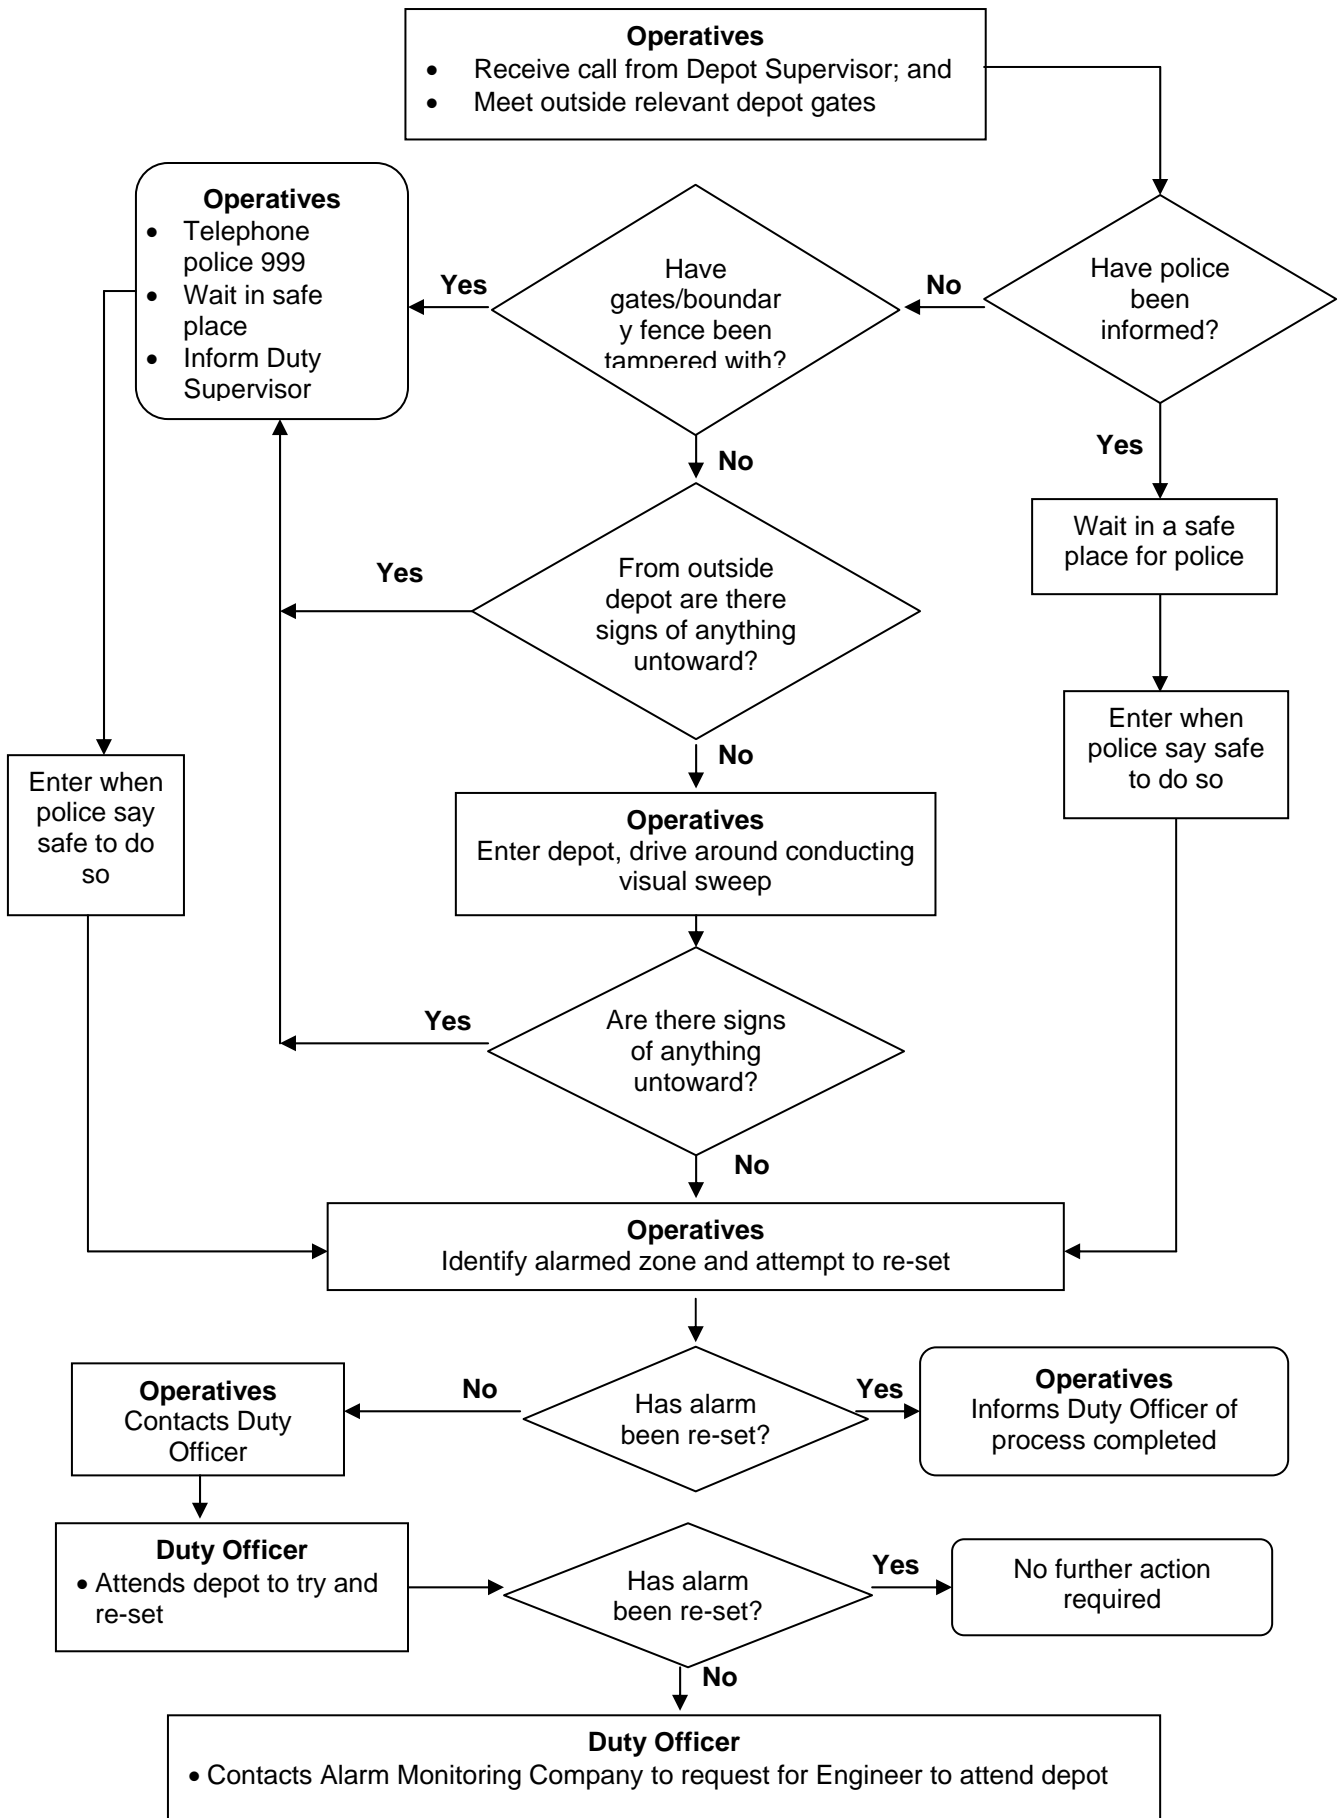 Operatives
• Receive call from Depot Supervisor; and
• Meet outside relevant depot gates
Have police
been
informed?
No
Yes
Have
gates/boundar
y fence been
tampered with?
Yes
No
Operatives
• Telephone
police 999
• Wait in safe
place
• Inform Duty
Supervisor
Wait in a safe
place for police
From outside
depot are there
signs of anything
untoward?
Yes
No
Enter when
police say safe
to do so
Enter when
police say
safe to do
so
Operatives
Enter depot, drive around conducting
visual sweep
Are there signs
of anything
untoward?
Yes
No
Operatives
Identify alarmed zone and attempt to re-set
Has alarm
been re-set?
No
Yes
Operatives
Contacts Duty
Officer
Operatives
Informs Duty Officer of
process completed
Duty Officer
• Attends depot to try and
re-set
Has alarm
been re-set?
Yes
No further action
required
No
Duty Officer
• Contacts Alarm Monitoring Company to request for Engineer to attend depot